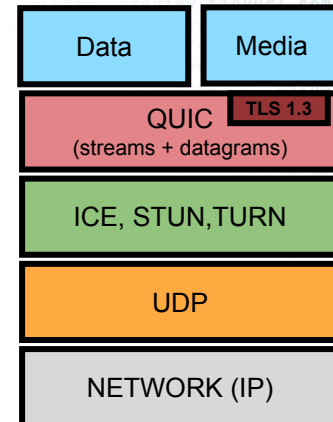 Data
Media
QUIC
TLS 1.3
(streams + datagrams)
ICE, STUN,TURN
UDP
NETWORK (IP)